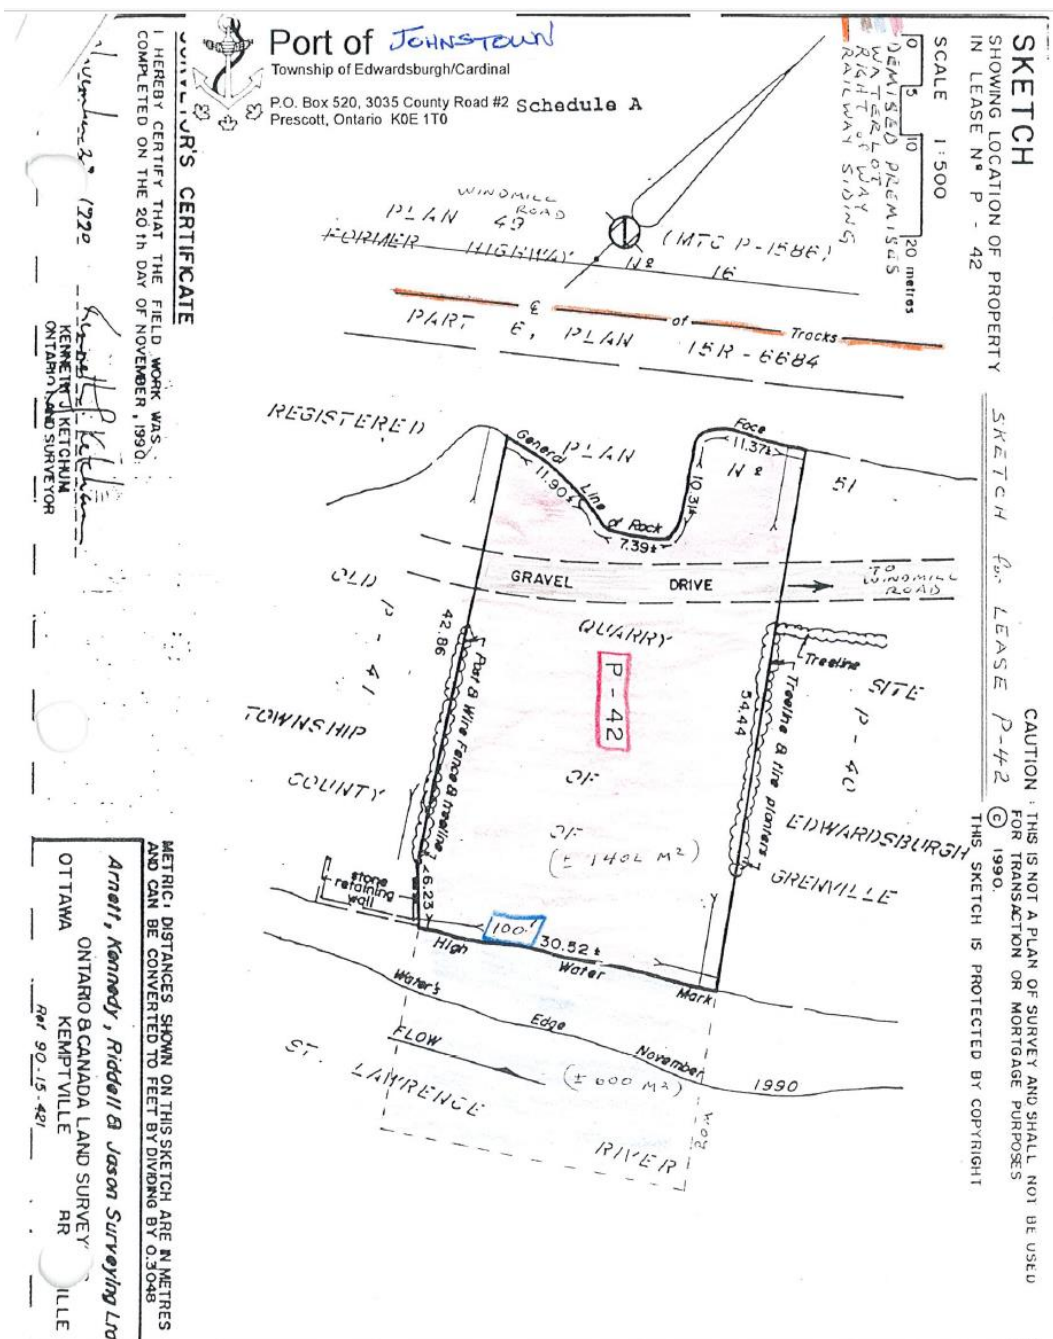 Port of JOHNSTOWN
Township of Edwardsburgh/Cardinal
P.O. Box 520, 3035 County Road #2
Prescott, Ontario K0E 1T0
Schedule A
SKETCH
SHOWING LOCATION OF PROPERTY
IN LEASE Nº P - 42
SCALE 1:500
0 5 10 20 metres
DEMISED PREMISES
WATERLOT
RIGHT OF WAY
RAILWAY SIDING
SKETCH for LEASE P-42
CAUTION : THIS IS NOT A PLAN OF SURVEY AND SHALL NOT BE USED
FOR TRANSACTION OR MORTGAGE PURPOSES
© 1990.
THIS SKETCH IS PROTECTED BY COPYRIGHT
SURVEYOR'S CERTIFICATE
I HEREBY CERTIFY THAT THE FIELD WORK WAS
COMPLETED ON THE 20th DAY OF NOVEMBER, 1990.
KENNETH J KETCHUM
ONTARIO LAND SURVEYOR
WINDMILL
ROAD
PLAN 49
(MTC P-1586)
FORMER HIGHWAY Nº 16
℄ of Tracks
PART 6, PLAN 15R-6684
REGISTERED PLAN Nº 51
General Line of Rock Face
11.90±
7.39±
10.31±
11.37±
GRAVEL DRIVE
TO
WINDMILL
ROAD
OLD QUARRY SITE
P - 41
P - 42
P - 40
42.86
Post & Wire Fence & treeline
Treeline
Treeline & tire planters
54.44
TOWNSHIP OF EDWARDSBURGH
COUNTY OF GRENVILLE
(± 1402 M²)
stone
retaining
wall
6.23
100'
30.52±
High Water Mark
Water's Edge November 1990
FLOW
(± 600 M²)
ST. LAWRENCE RIVER
METRIC: DISTANCES SHOWN ON THIS SKETCH ARE IN METRES
AND CAN BE CONVERTED TO FEET BY DIVIDING BY 0.3048
Arnett, Kennedy, Riddell & Jason Surveying Ltd
ONTARIO & CANADA LAND SURVEY
OTTAWA KEMPTVILLE BR ILLE
Ref 90-15-421